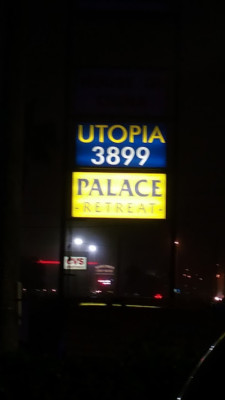 UTOPIA
3899
PALACE
-RETREAT-
CVS